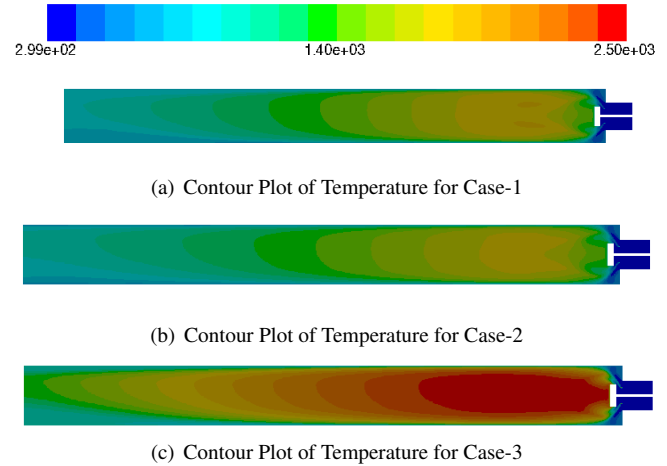 2.99e+02 1.40e+03 2.50e+03
(a) Contour Plot of Temperature for Case-1
(b) Contour Plot of Temperature for Case-2
(c) Contour Plot of Temperature for Case-3